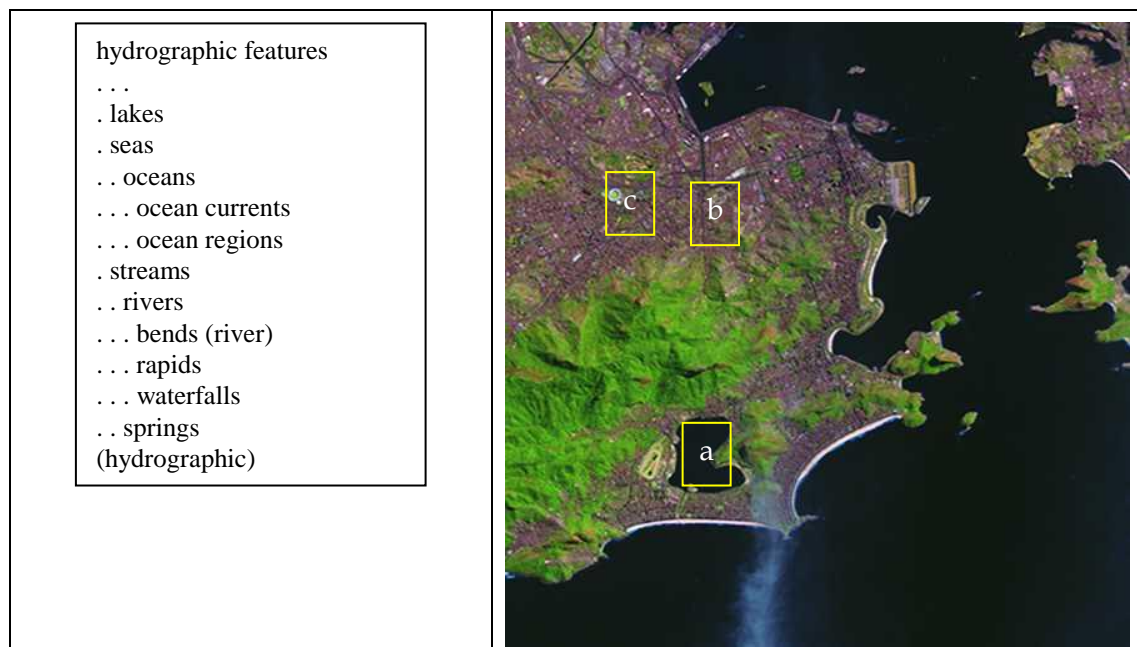 hydrographic features
. . .
. lakes
. seas
. . oceans
. . . ocean currents
. . . ocean regions
. streams
. . rivers
. . . bends (river)
. . . rapids
. . . waterfalls
. . springs
(hydrographic)
c
b
a